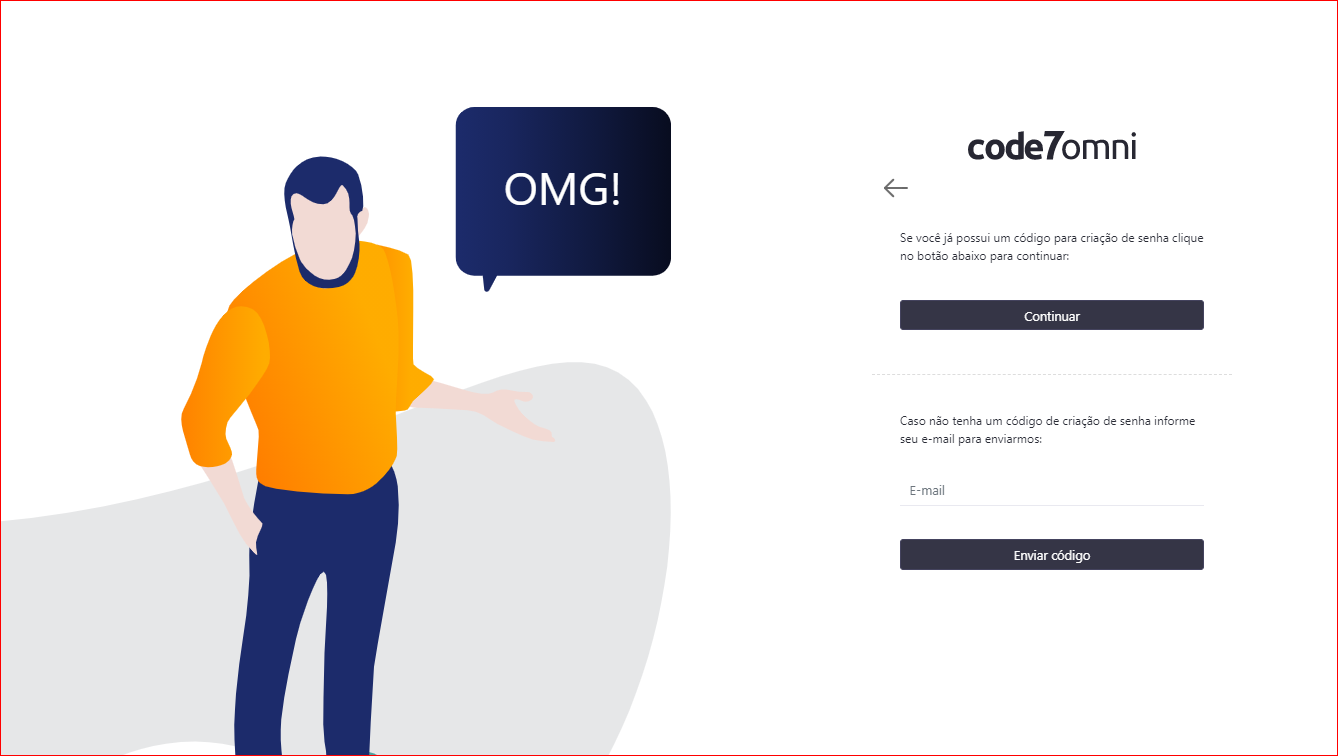 OMG!
code7omni
Se você já possui um código para criação de senha clique
no botão abaixo para continuar:
Continuar
Caso não tenha um código de criação de senha informe
seu e-mail para enviarmos:
E-mail
Enviar código